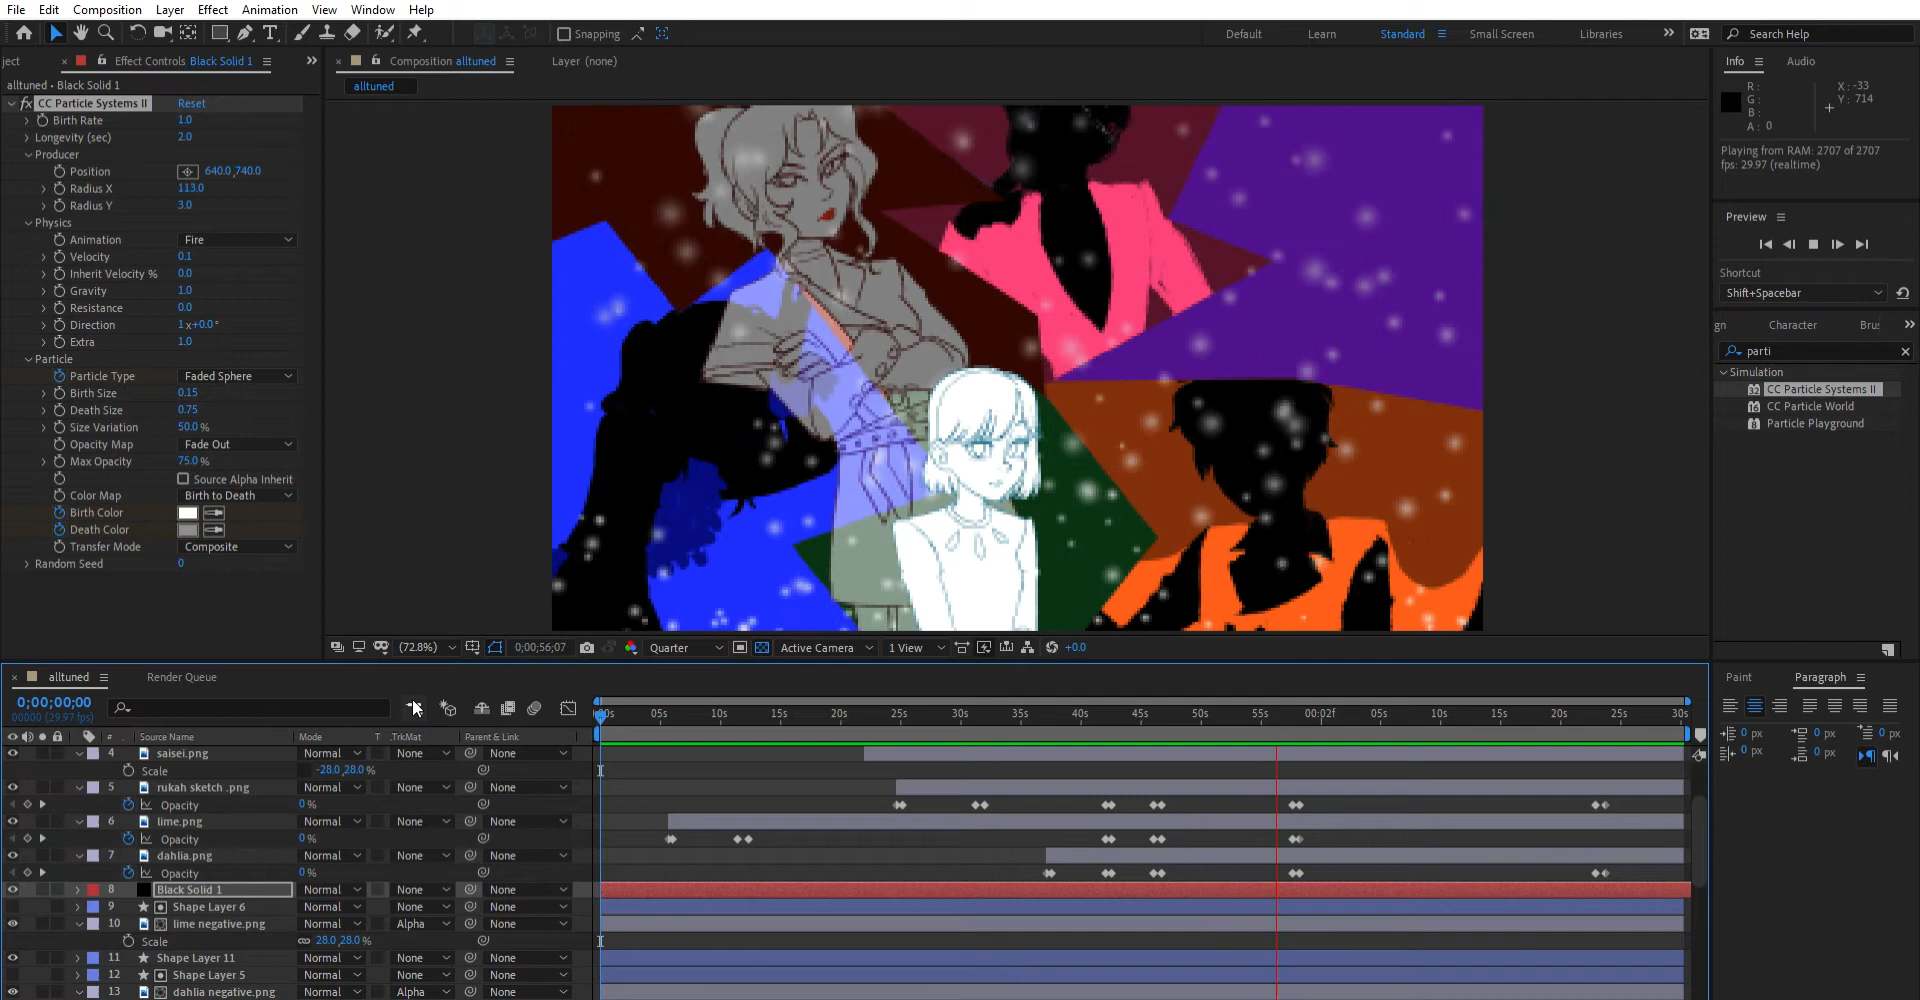 File Edit Composition Layer Effect Animation View Window Help
Snapping
Default Learn Standard Small Screen Libraries
Search Help
ject Effect Controls Black Solid 1
Composition alltuned Layer (none)
Info Audio
alltuned • Black Solid 1
alltuned
fx CC Particle Systems II Reset
Birth Rate 1.0
Longevity (sec) 2.0
Producer
Position 640.0,740.0
Radius X 113.0
Radius Y 3.0
Physics
Animation Fire
Velocity 0.1
Inherit Velocity % 0.0
Gravity 1.0
Resistance 0.0
Direction 1x+0.0°
Extra 1.0
Particle
Particle Type Faded Sphere
Birth Size 0.15
Death Size 0.75
Size Variation 50.0 %
Opacity Map Fade Out
Max Opacity 75.0 %
Source Alpha Inherit
Color Map Birth to Death
Birth Color
Death Color
Transfer Mode Composite
Random Seed 0
R :
G :
B :
A : 0
X : -33
Y : 714
Playing from RAM: 2707 of 2707
fps: 29.97 (realtime)
Preview
Shortcut
Shift+Spacebar
gn Character Bru
parti
Simulation
CC Particle Systems II
CC Particle World
Particle Playground
(72.8%) 0;00;56;07 Quarter Active Camera 1 View +0.0
alltuned Render Queue
Paint Paragraph
0;00;00;00
00000 (29.97 fps)
05s 10s 15s 20s 25s 30s 35s 40s 45s 50s 55s 00:02f 05s 10s 15s 20s 25s 30s
# Source Name Mode T .TrkMat Parent & Link
4 saisei.png Normal None None
Scale -28.0,28.0 %
5 rukah sketch .png Normal None None
Opacity 0 %
6 lime.png Normal None None
Opacity 0 %
7 dahlia.png Normal None None
Opacity 0 %
8 Black Solid 1 Normal None None
9 Shape Layer 6 Normal None None
10 lime negative.png Normal Alpha None
Scale 28.0,28.0 %
11 Shape Layer 11 Normal None None
12 Shape Layer 5 Normal None None
13 dahlia negative.png Normal Alpha None
0 px 0 px 0 px
0 px 0 px